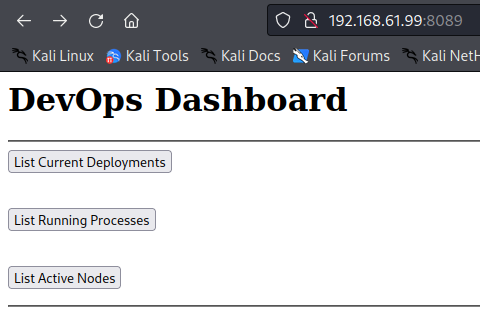 192.168.61.99:8089
Kali Linux Kali Tools Kali Docs Kali Forums Kali NetH
DevOps Dashboard
List Current Deployments
List Running Processes
List Active Nodes